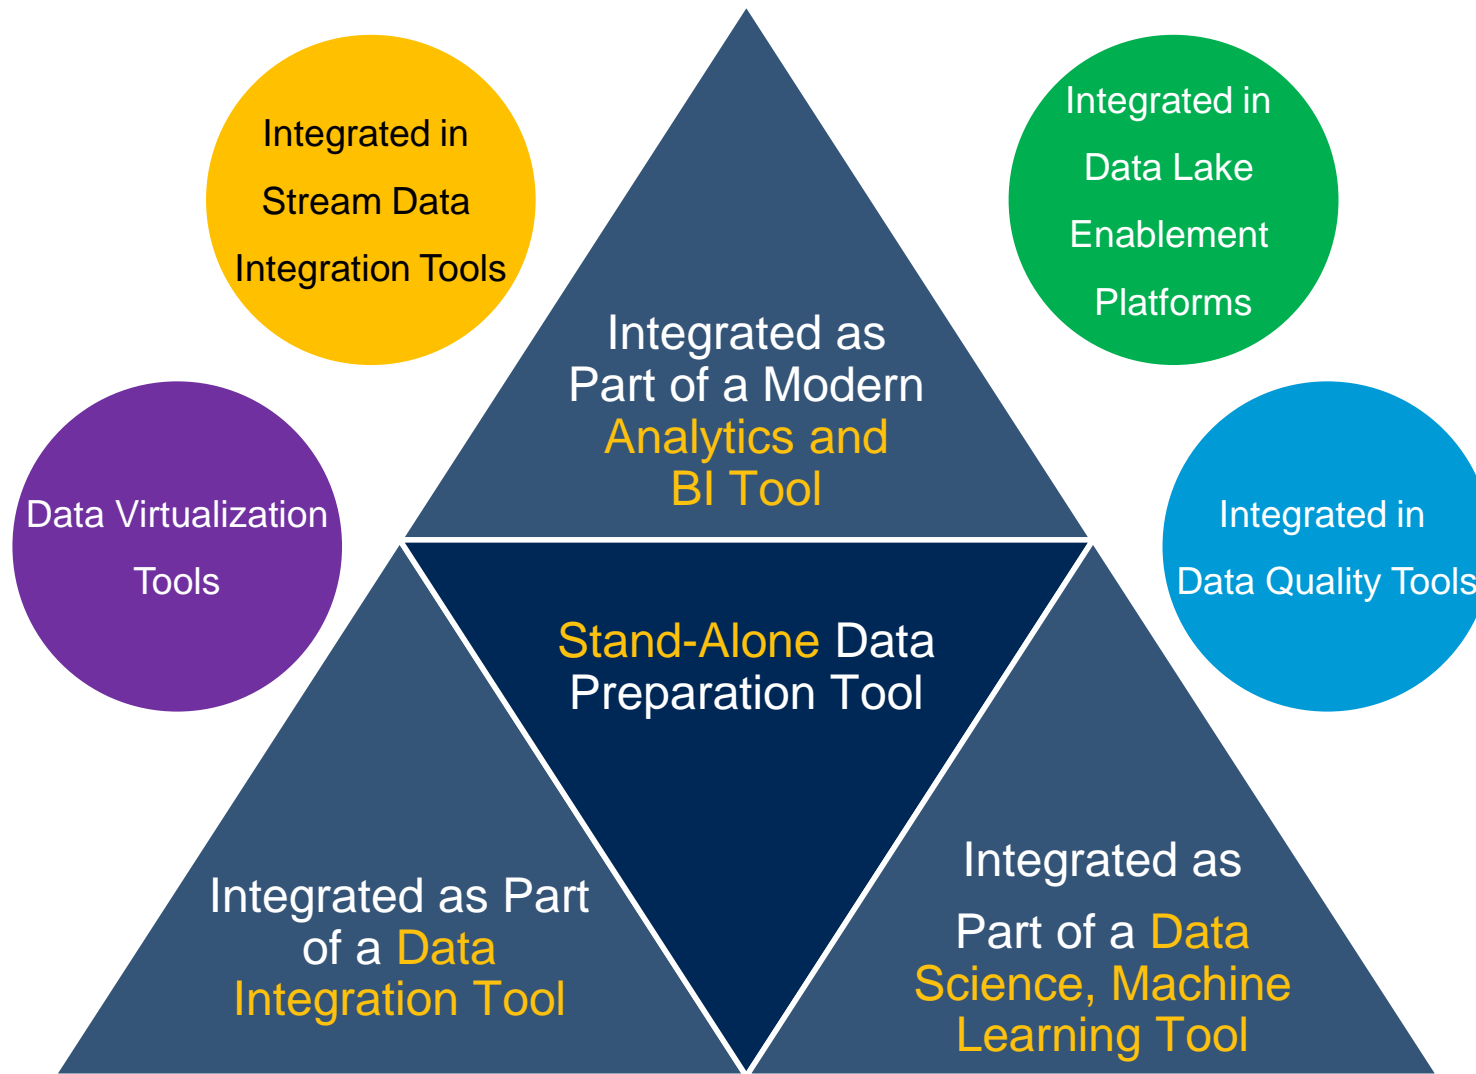 Integrated in
Stream Data
Integration Tools
Integrated in
Data Lake
Enablement
Platforms
Integrated as
Part of a Modern
Analytics and
BI Tool
Data Virtualization
Tools
Integrated in
Data Quality Tools
Stand-Alone Data
Preparation Tool
Integrated as Part
of a Data
Integration Tool
Integrated as
Part of a Data
Science, Machine
Learning Tool